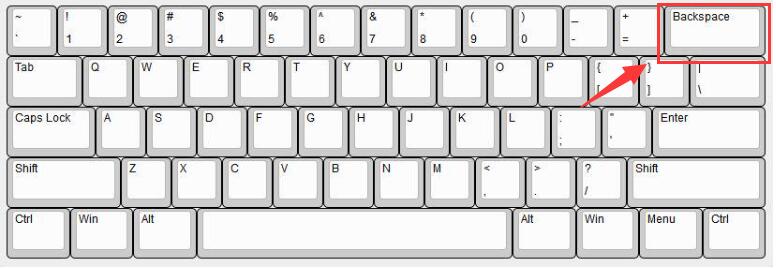 ~ ! @ # $ % ^ & * ( ) _ + Backspace
` 1 2 3 4 5 6 7 8 9 0 - =
Tab Q W E R T Y U I O P { } |
[ ] \
Caps Lock A S D F G H J K L : " Enter
; '
Shift Z X C V B N M < > ? Shift
, . /
Ctrl Win Alt Alt Win Menu Ctrl